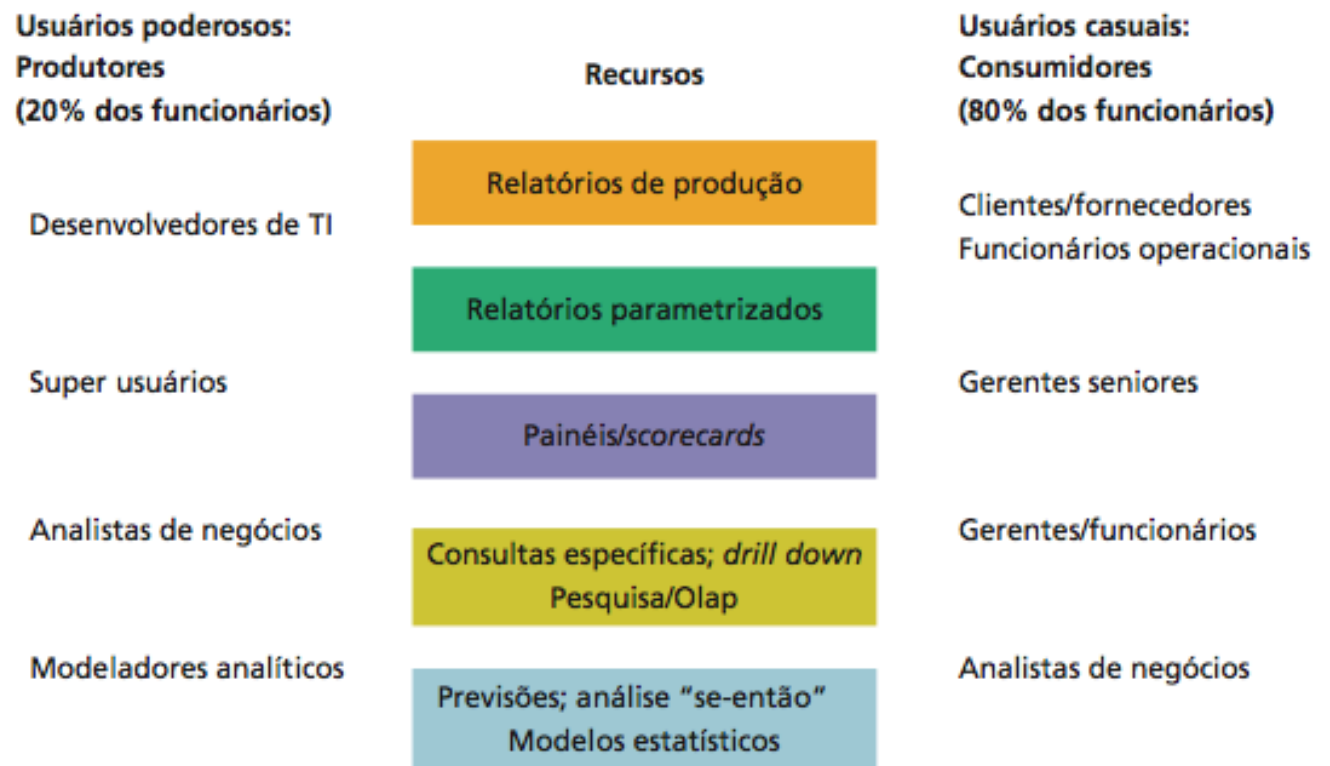 Usuários poderosos:
Produtores
(20% dos funcionários)
Desenvolvedores de TI
Super usuários
Analistas de negócios
Modeladores analíticos
Recursos
Relatórios de produção
Relatórios parametrizados
Painéis/scorecards
Consultas específicas; drill down
Pesquisa/Olap
Previsões; análise “se-então”
Modelos estatísticos
Usuários casuais:
Consumidores
(80% dos funcionários)
Clientes/fornecedores
Funcionários operacionais
Gerentes seniores
Gerentes/funcionários
Analistas de negócios